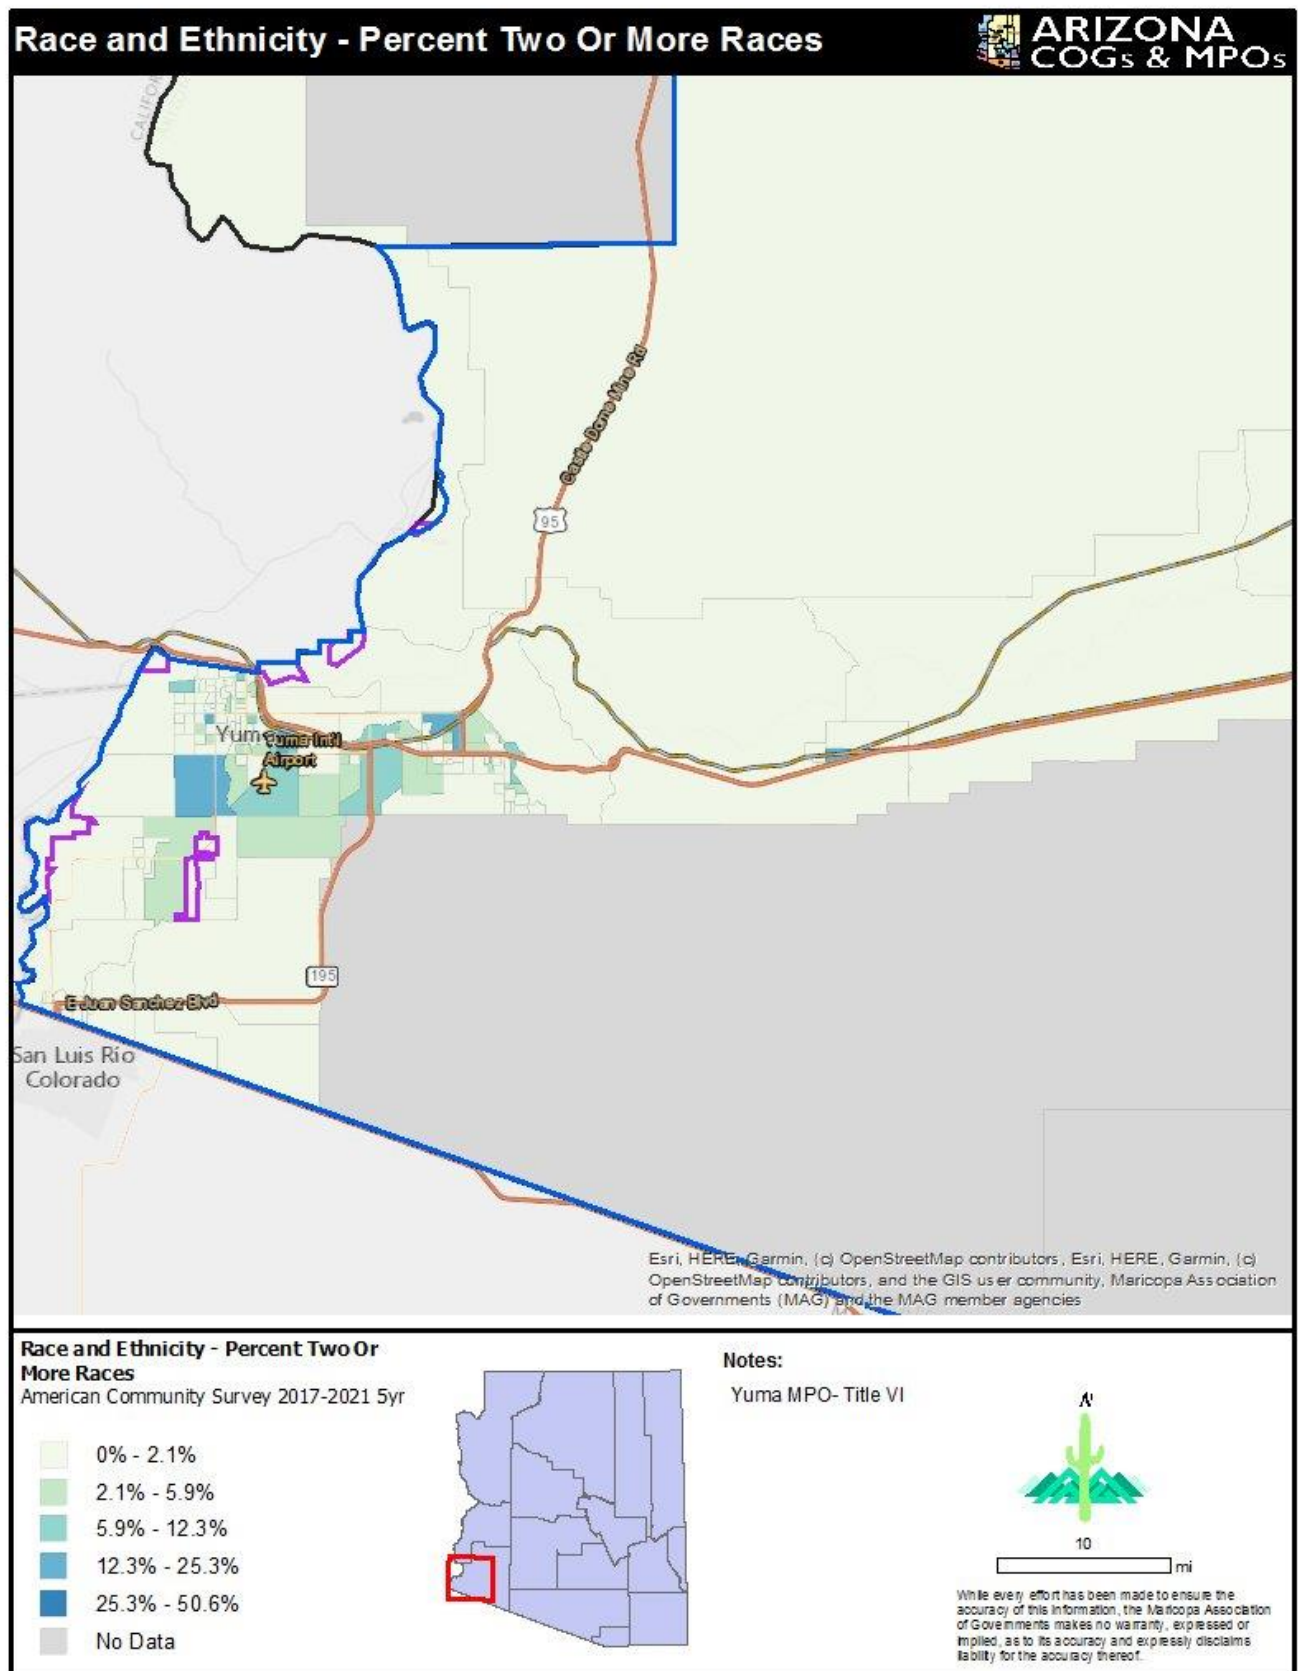 Race and Ethnicity - Percent Two Or More Races
ARIZONA
COGs & MPOs
CALIFOR
Castle Dome Mine Rd
95
Yuma Int'l
Airport
Yum
195
E Juan Sanchez Blvd
San Luis Río
Colorado
Esri, HERE, Garmin, (c) OpenStreetMap contributors, Esri, HERE, Garmin, (c)
OpenStreetMap contributors, and the GIS user community, Maricopa Association
of Governments (MAG) and the MAG member agencies
Race and Ethnicity - Percent Two Or
More Races
American Community Survey 2017-2021 5yr
0% - 2.1%
2.1% - 5.9%
5.9% - 12.3%
12.3% - 25.3%
25.3% - 50.6%
No Data
Notes:
Yuma MPO- Title VI
N
10
mi
While every effort has been made to ensure the
accuracy of this information, the Maricopa Association
of Governments makes no warranty, expressed or
implied, as to its accuracy and expressly disclaims
liability for the accuracy thereof.